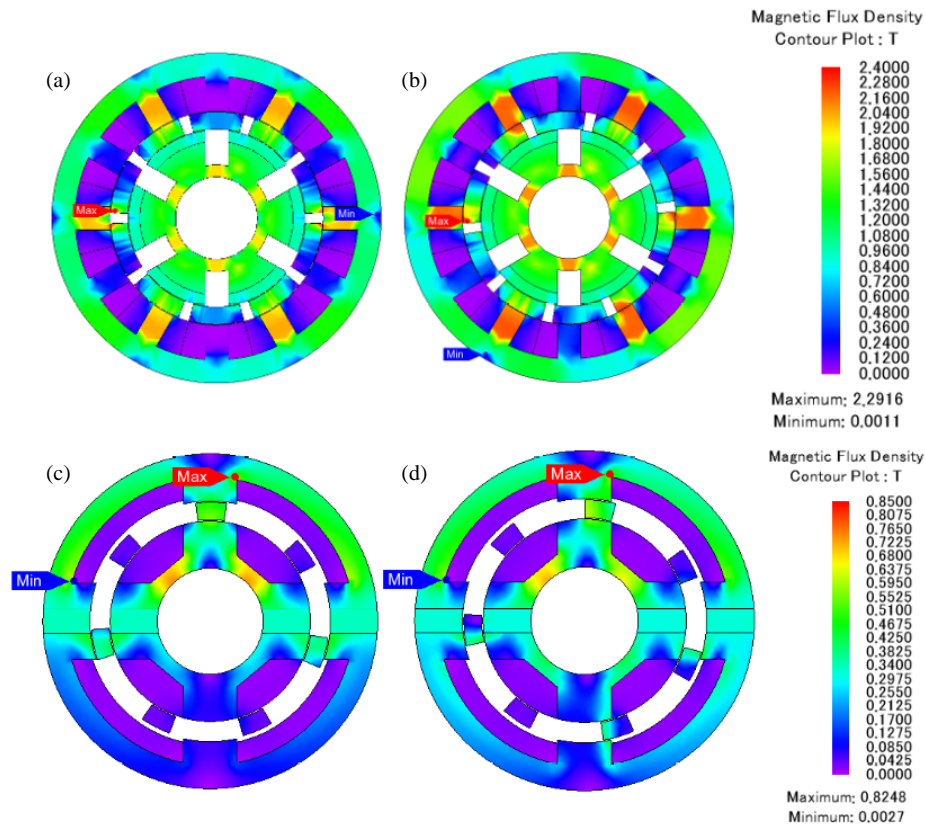 Magnetic Flux Density
Contour Plot : T
(a)
(b)
2.4000
2.2800
2.1600
2.0400
1.9200
1.8000
1.6800
1.5600
1.4400
1.3200
1.2000
1.0800
0.9600
0.8400
0.7200
0.6000
0.4800
0.3600
0.2400
0.1200
0.0000
Max
Min
Max
Min
Maximum: 2.2916
Minimum: 0.0011
(c)
(d)
Max
Max
Min
Min
Magnetic Flux Density
Contour Plot : T
0.8500
0.8075
0.7650
0.7225
0.6800
0.6375
0.5950
0.5525
0.5100
0.4675
0.4250
0.3825
0.3400
0.2975
0.2550
0.2125
0.1700
0.1275
0.0850
0.0425
0.0000
Maximum: 0.8248
Minimum: 0.0027